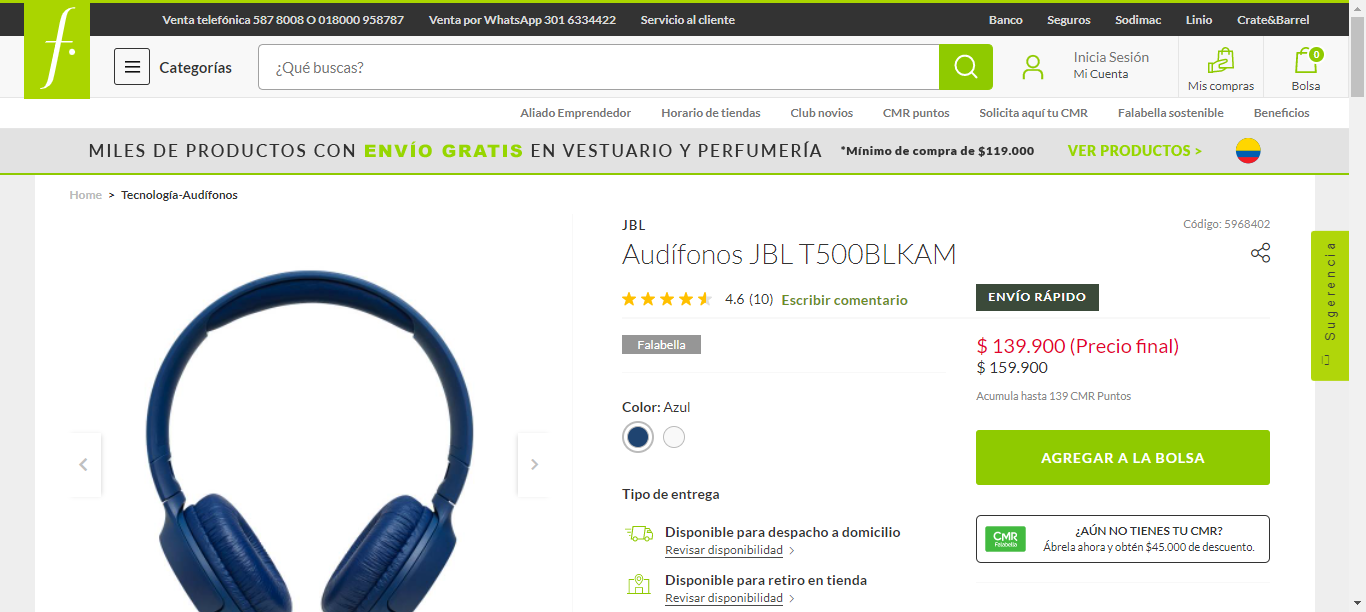 Venta telefónica 587 8008 O 018000 958787 Venta por WhatsApp 301 6334422 Servicio al cliente Banco Seguros Sodimac Linio Crate&Barrel
f.
Categorías ¿Qué buscas? Inicia Sesión
Mi Cuenta
Mis compras
0
Bolsa
Aliado Emprendedor Horario de tiendas Club novios CMR puntos Solicita aquí tu CMR Falabella sostenible Beneficios
MILES DE PRODUCTOS CON ENVÍO GRATIS EN VESTUARIO Y PERFUMERÍA *Mínimo de compra de $119.000 VER PRODUCTOS >
Home > Tecnología-Audífonos
JBL
Código: 5968402
Audífonos JBL T500BLKAM
4.6 (10) Escribir comentario
ENVÍO RÁPIDO
Falabella
$ 139.900 (Precio final)
$ 159.900
Acumula hasta 139 CMR Puntos
Color: Azul
AGREGAR A LA BOLSA
Tipo de entrega
Disponible para despacho a domicilio
Revisar disponibilidad >
Disponible para retiro en tienda
Revisar disponibilidad >
CMR
Falabella
¿AÚN NO TIENES TU CMR?
Ábrela ahora y obtén $45.000 de descuento.
Sugerencia